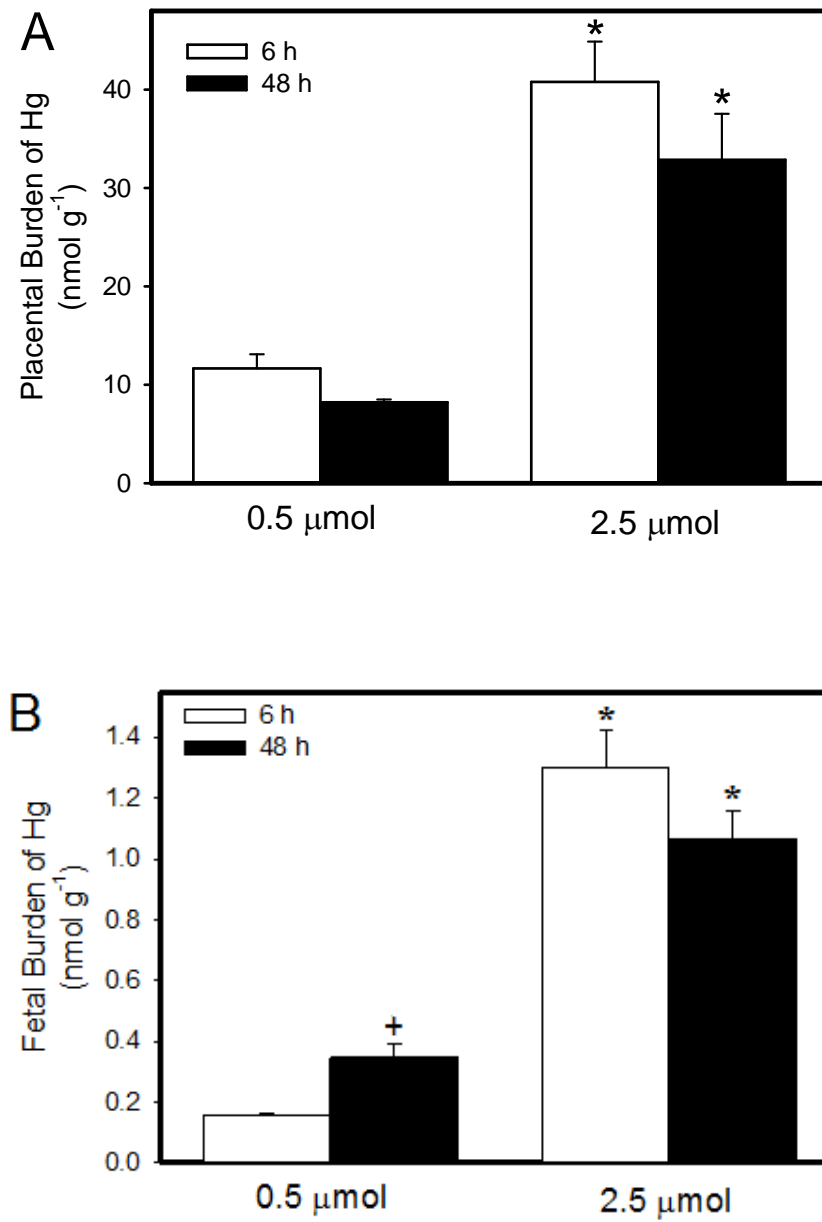 A
6 h
48 h
Placental Burden of Hg
(nmol g⁻¹)
40
30
20
10
0
*
*
0.5 μmol
2.5 μmol
B
6 h
48 h
Fetal Burden of Hg
(nmol g⁻¹)
1.4
1.2
1.0
0.8
0.6
0.4
0.2
0.0
+
*
*
0.5 μmol
2.5 μmol